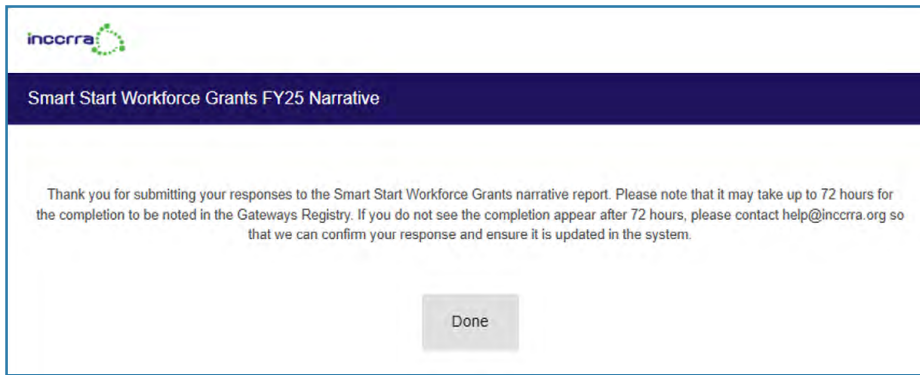 inccrra
Smart Start Workforce Grants FY25 Narrative
Thank you for submitting your responses to the Smart Start Workforce Grants narrative report. Please note that it may take up to 72 hours for
the completion to be noted in the Gateways Registry. If you do not see the completion appear after 72 hours, please contact help@inccrra.org so
that we can confirm your response and ensure it is updated in the system.
Done